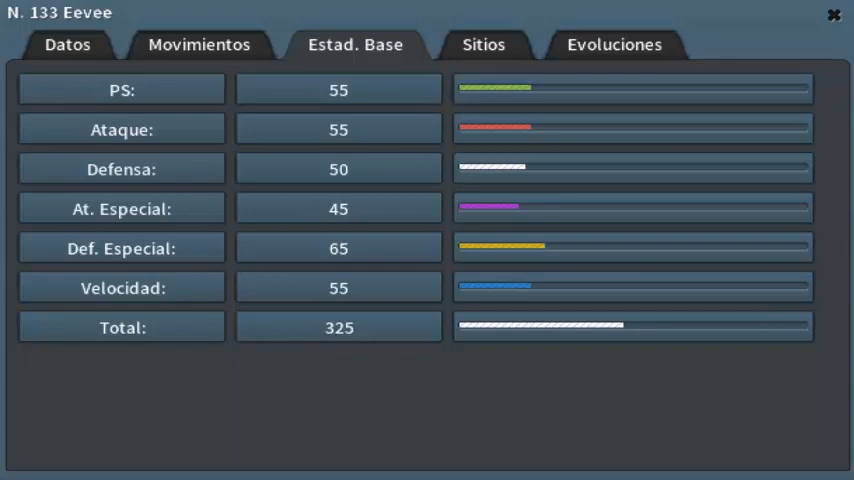 N. 133 Eevee
Datos Movimientos Estad. Base Sitios Evoluciones
PS: 55
Ataque: 55
Defensa: 50
At. Especial: 45
Def. Especial: 65
Velocidad: 55
Total: 325